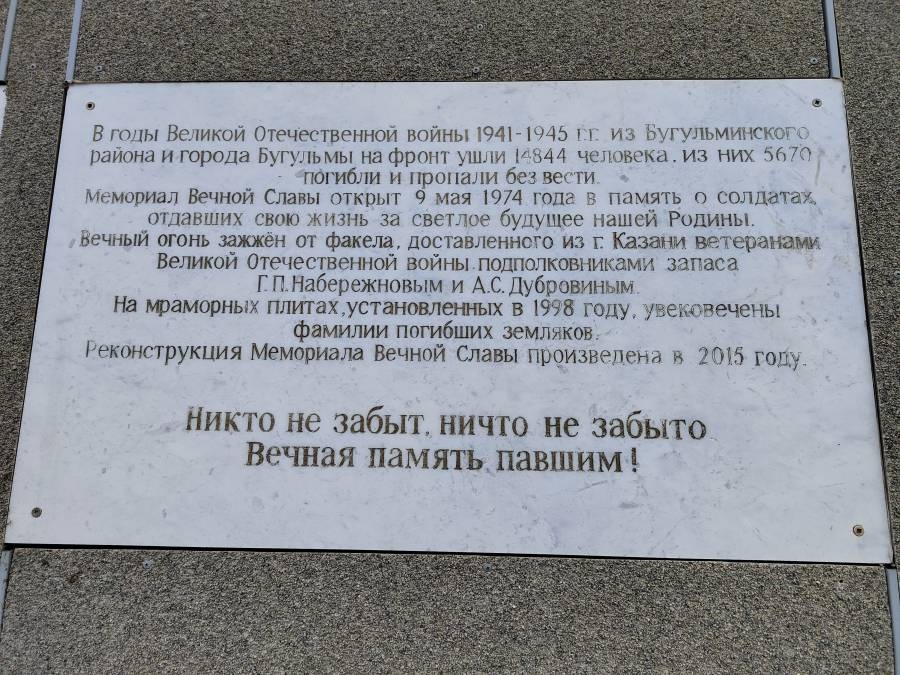 В годы Великой Отечественной войны 1941-1945 г.г. из Бугульминского
района и города Бугульмы на фронт ушли 14844 человека, из них 5670
погибли и пропали без вести.
Мемориал Вечной Славы открыт 9 мая 1974 года в память о солдатах,
отдавших свою жизнь за светлое будущее нашей Родины.
Вечный огонь зажжён от факела, доставленного из г. Казани ветеранами
Великой Отечественной войны подполковниками запаса
Г.П.Набережновым и А.С.Дубровиным.
На мраморных плитах,установленных в 1998 году, увековечены
фамилии погибших земляков.
Реконструкция Мемориала Вечной Славы произведена в 2015 году.
Никто не забыт, ничто не забыто
Вечная память павшим!